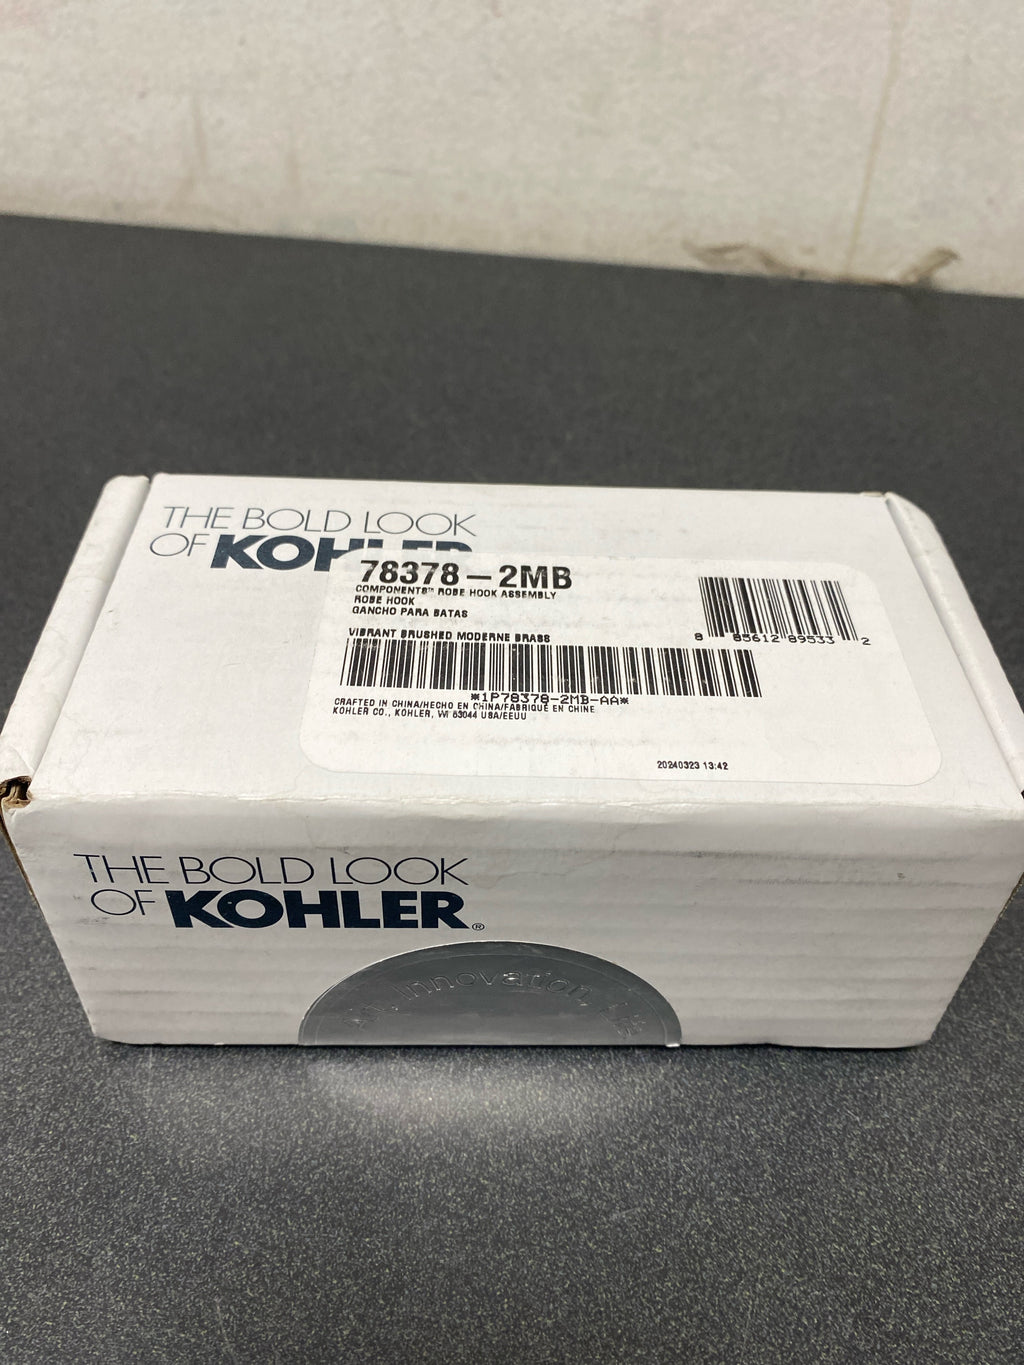 THE BOLD LOOK
OF KOHLER
78378-2MB
COMPONENTS™ ROBE HOOK ASSEMBLY
ROBE HOOK
GANCHO PARA BATAS
VIBRANT BRUSHED MODERNE BRASS
8 85612 89533 2
*1P78378-2MB-AA*
CRAFTED IN CHINA/HECHO EN CHINA/FABRIQUÉ EN CHINE
KOHLER CO., KOHLER, WI 53044 USA/EEUU
20240323 13:42
THE BOLD LOOK
OF KOHLER®
Innovation,